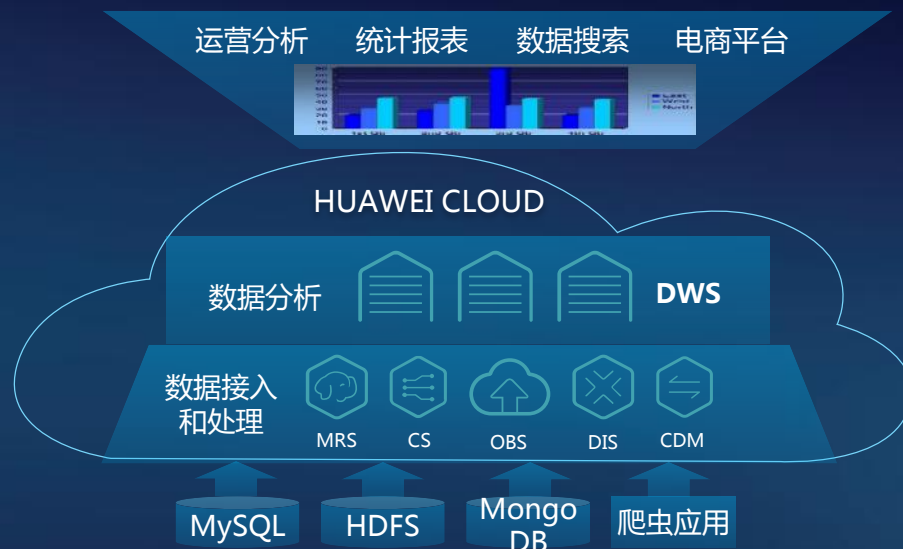 运营分析 统计报表 数据搜索 电商平台
HUAWEI CLOUD
数据分析 DWS
数据接入
和处理
MRS CS OBS DIS CDM
MySQL HDFS Mongo
DB 爬虫应用